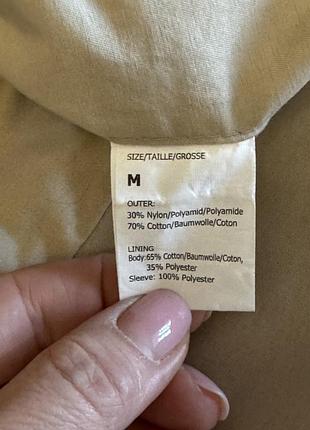 SIZE/TAILLE/GROSSE
M
OUTER:
30% Nylon/Polyamid/Polyamide
70% Cotton/Baumwolle/Coton
LINING
Body:65% Cotton/Baumwolle/Coton,
35% Polyester
Sleeve: 100% Polyester